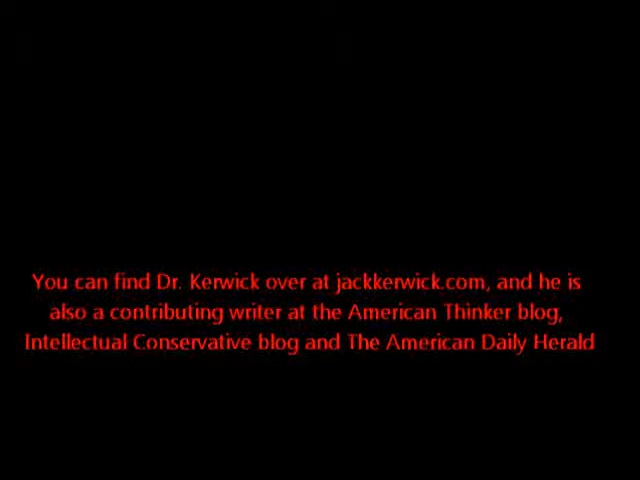 You can find Dr. Kerwick over at jackkerwick.com, and he is
also a contributing writer at the American Thinker blog,
Intellectual Conservative blog and The American Daily Herald